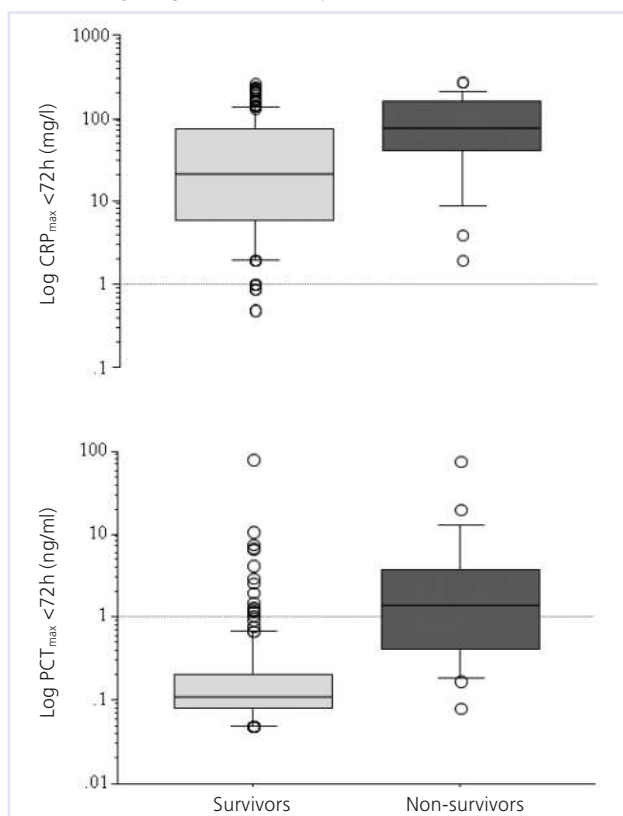 1000
100
10
1
.1
Log CRPmax <72h (mg/l)
100
10
1
.1
.01
Log PCTmax <72h (ng/ml)
Survivors
Non-survivors